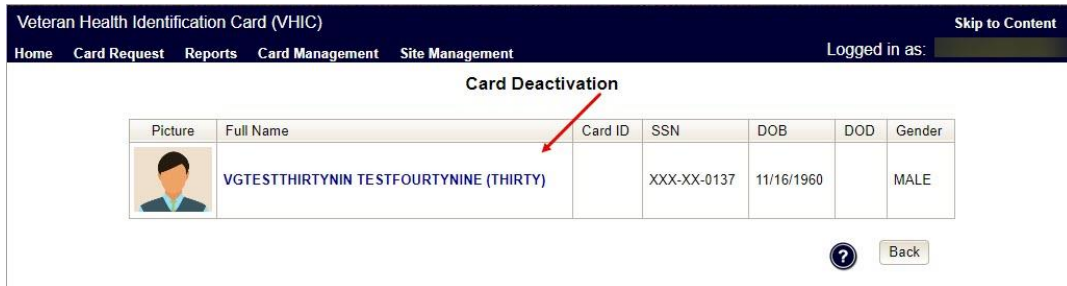 Veteran Health Identification Card (VHIC) Skip to Content
Home Card Request Reports Card Management Site Management Logged in as:
Card Deactivation
Picture Full Name Card ID SSN DOB DOD Gender
VGTESTTHIRTYNIN TESTFOURTYNINE (THIRTY) XXX-XX-0137 11/16/1960 MALE
? Back